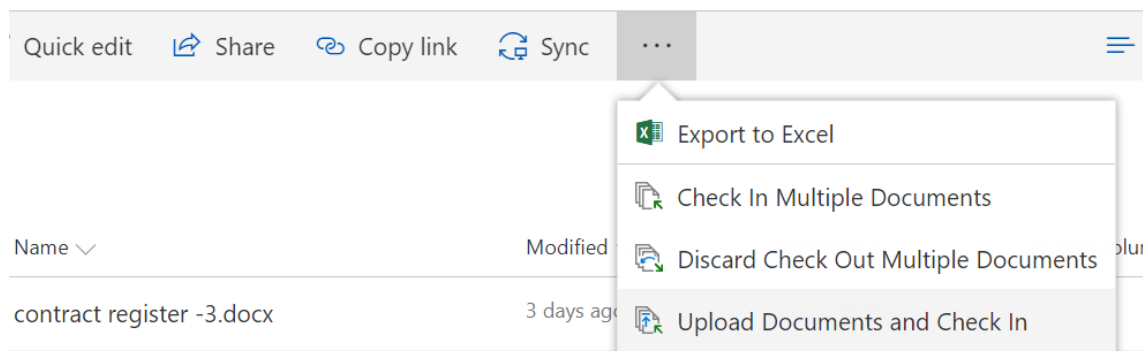 Quick edit Share Copy link Sync ...
Export to Excel
Check In Multiple Documents
Name Modified
Discard Check Out Multiple Documents
contract register -3.docx 3 days ago
Upload Documents and Check In